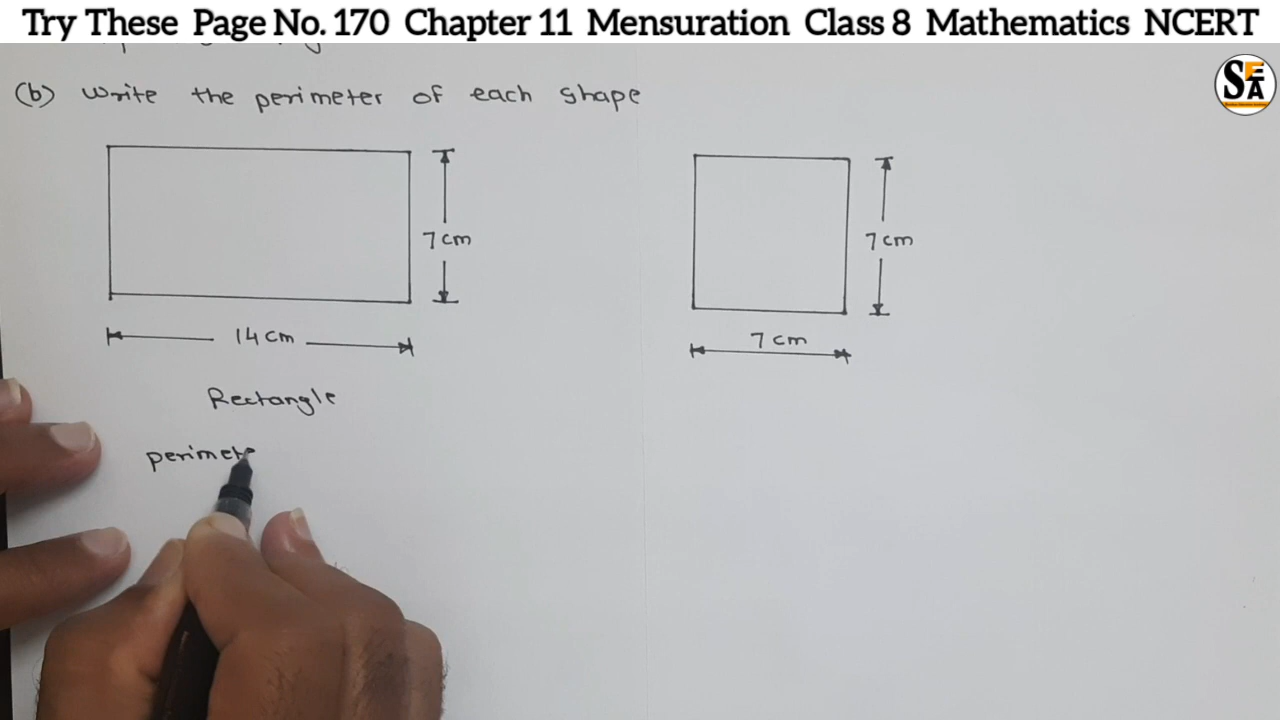 Try These Page No. 170 Chapter 11 Mensuration Class 8 Mathematics NCERT
(b) Write the perimeter of each shape
7 cm
7 cm
14 cm
7 cm
Rectangle
perimete